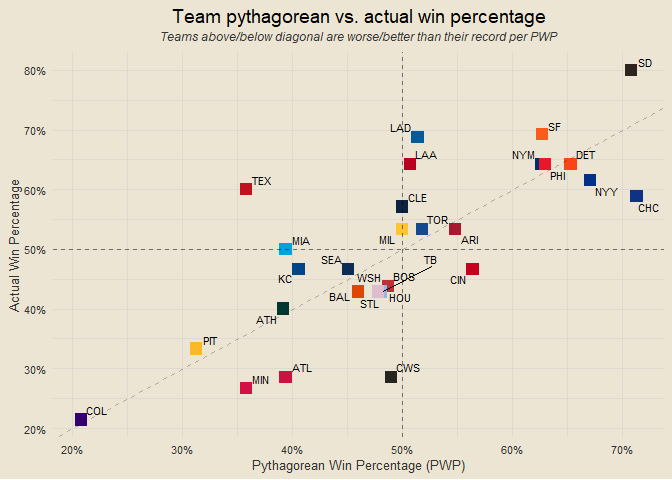 Team pythagorean vs. actual win percentage
Teams above/below diagonal are worse/better than their record per PWP
Actual Win Percentage
80%
70%
60%
50%
40%
30%
20%
SD
LAD
SF
LAA
NYM
DET
PHI
TEX
NYY
CHC
CLE
TOR
MIL
ARI
MIA
SEA
TB
KC
WSH
BOS
CIN
BAL
STL
HOU
ATH
PIT
MIN
ATL
CWS
COL
20%
30%
40%
50%
60%
70%
Pythagorean Win Percentage (PWP)